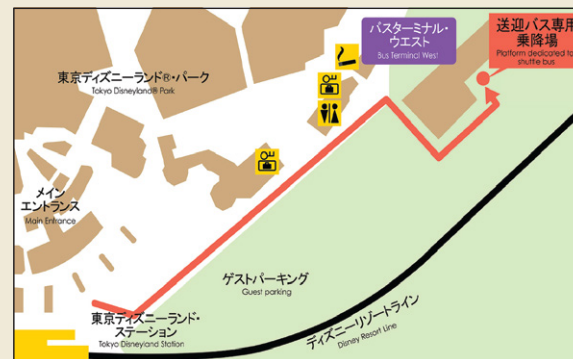 バスターミナル・
ウエスト
Bus Terminal West
送迎バス専用
乗降場
Platform dedicated to
shuttle bus
東京ディズニーランド®・パーク
Tokyo Disneyland® Park
メイン
エントランス
Main Entrance
ゲストパーキング
Guest parking
東京ディズニーランド・
ステーション
Tokyo Disneyland Station
ディズニーリゾートライン
Disney Resort Line